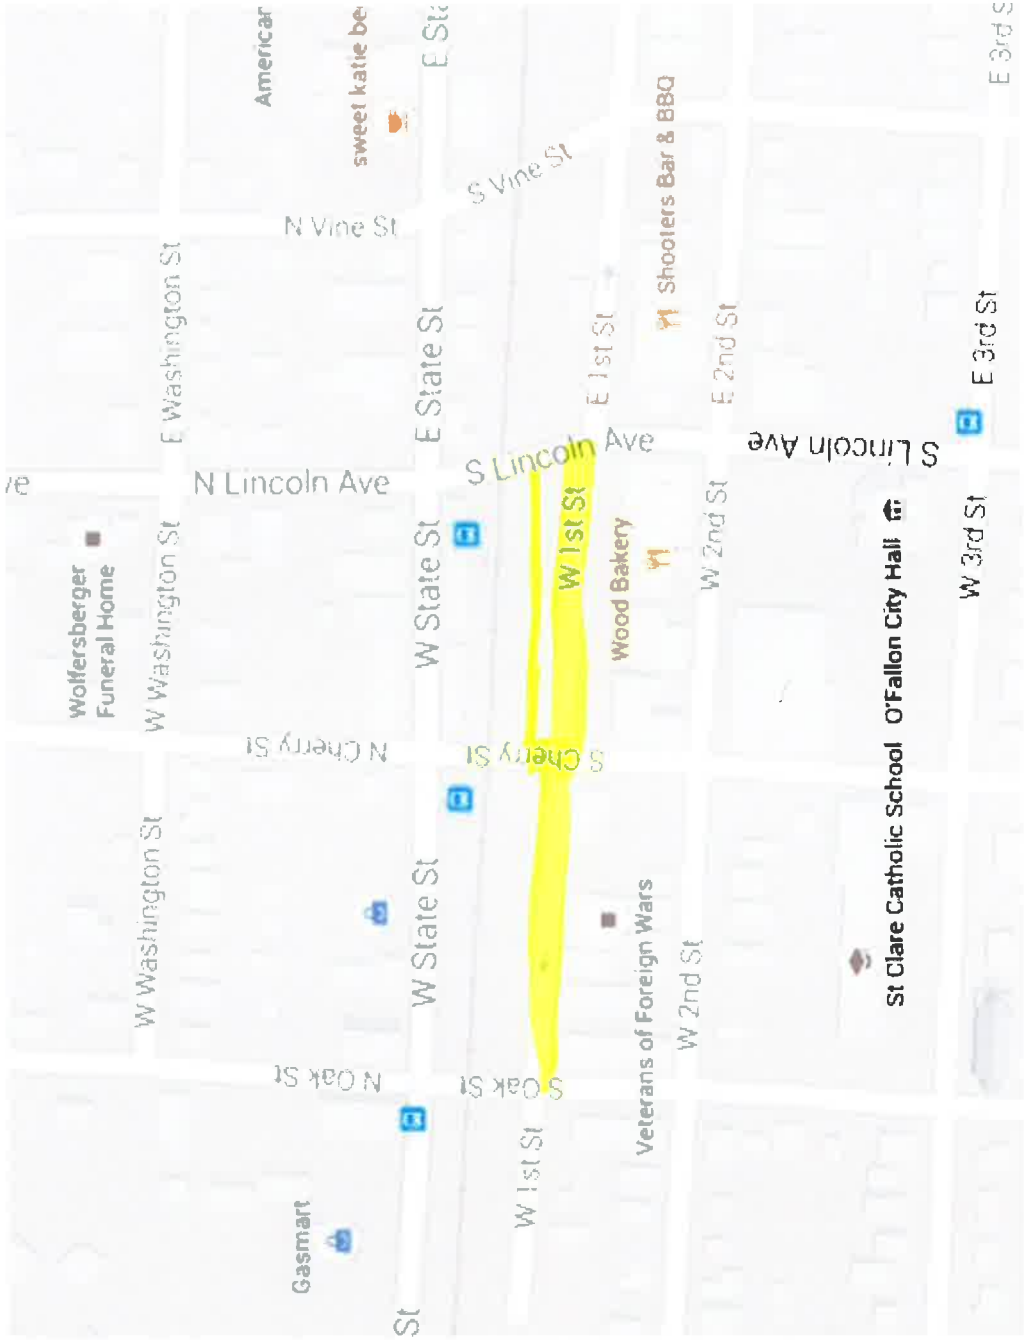 ve
Wolfersberger
Funeral Home
W Washington St
W Washington St
E Washington St
American
N Oak St
N Cherry St
N Lincoln Ave
N Vine St
sweet katie be
Gasmart
St
W State St
W State St
E State St
E Sta
S Oak St
S Cherry St
S Lincoln Ave
S Vine St
W 1st St
W 1st St
E 1st St
Wood Bakery
Shooters Bar & BBQ
Veterans of Foreign Wars
W 2nd St
W 2nd St
E 2nd St
S Lincoln Ave
St Clare Catholic School
O'Fallon City Hall
W 3rd St
E 3rd St
E 3rd S